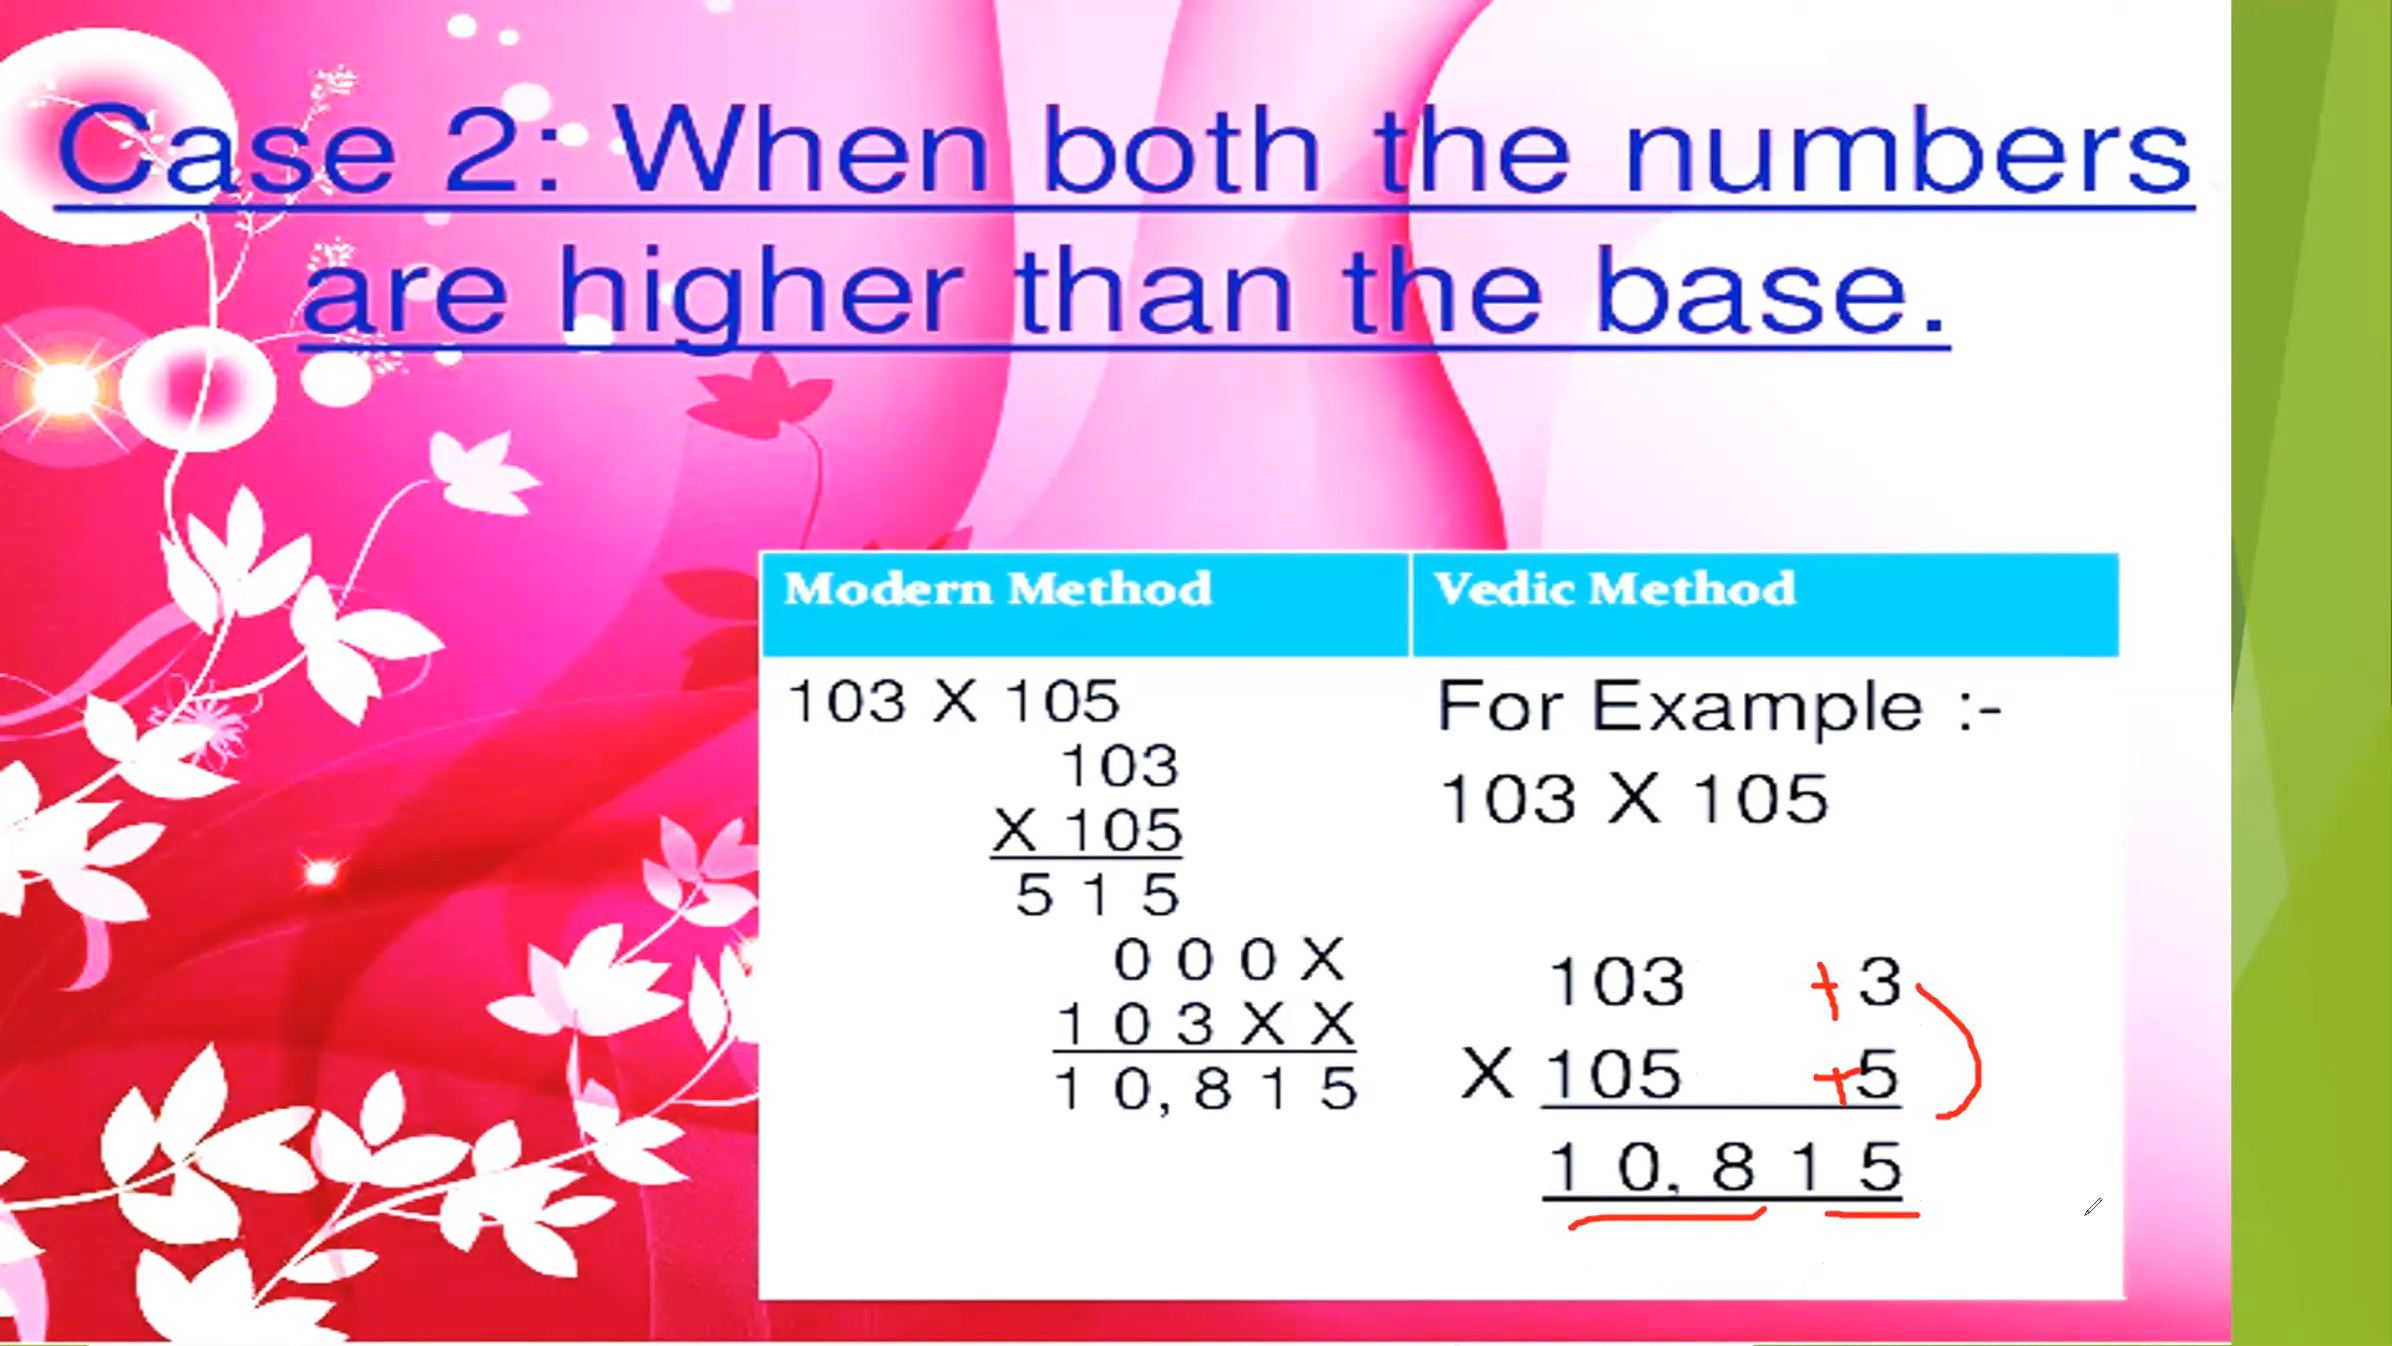 Case 2: When both the numbers
are higher than the base.
Modern Method
103 X 105
103
X 105
5 1 5
0 0 0 X
1 0 3 X X
1 0, 8 1 5
Vedic Method
For Example :-
103 X 105
103 + 3
X 105 + 5
1 0, 8 1 5